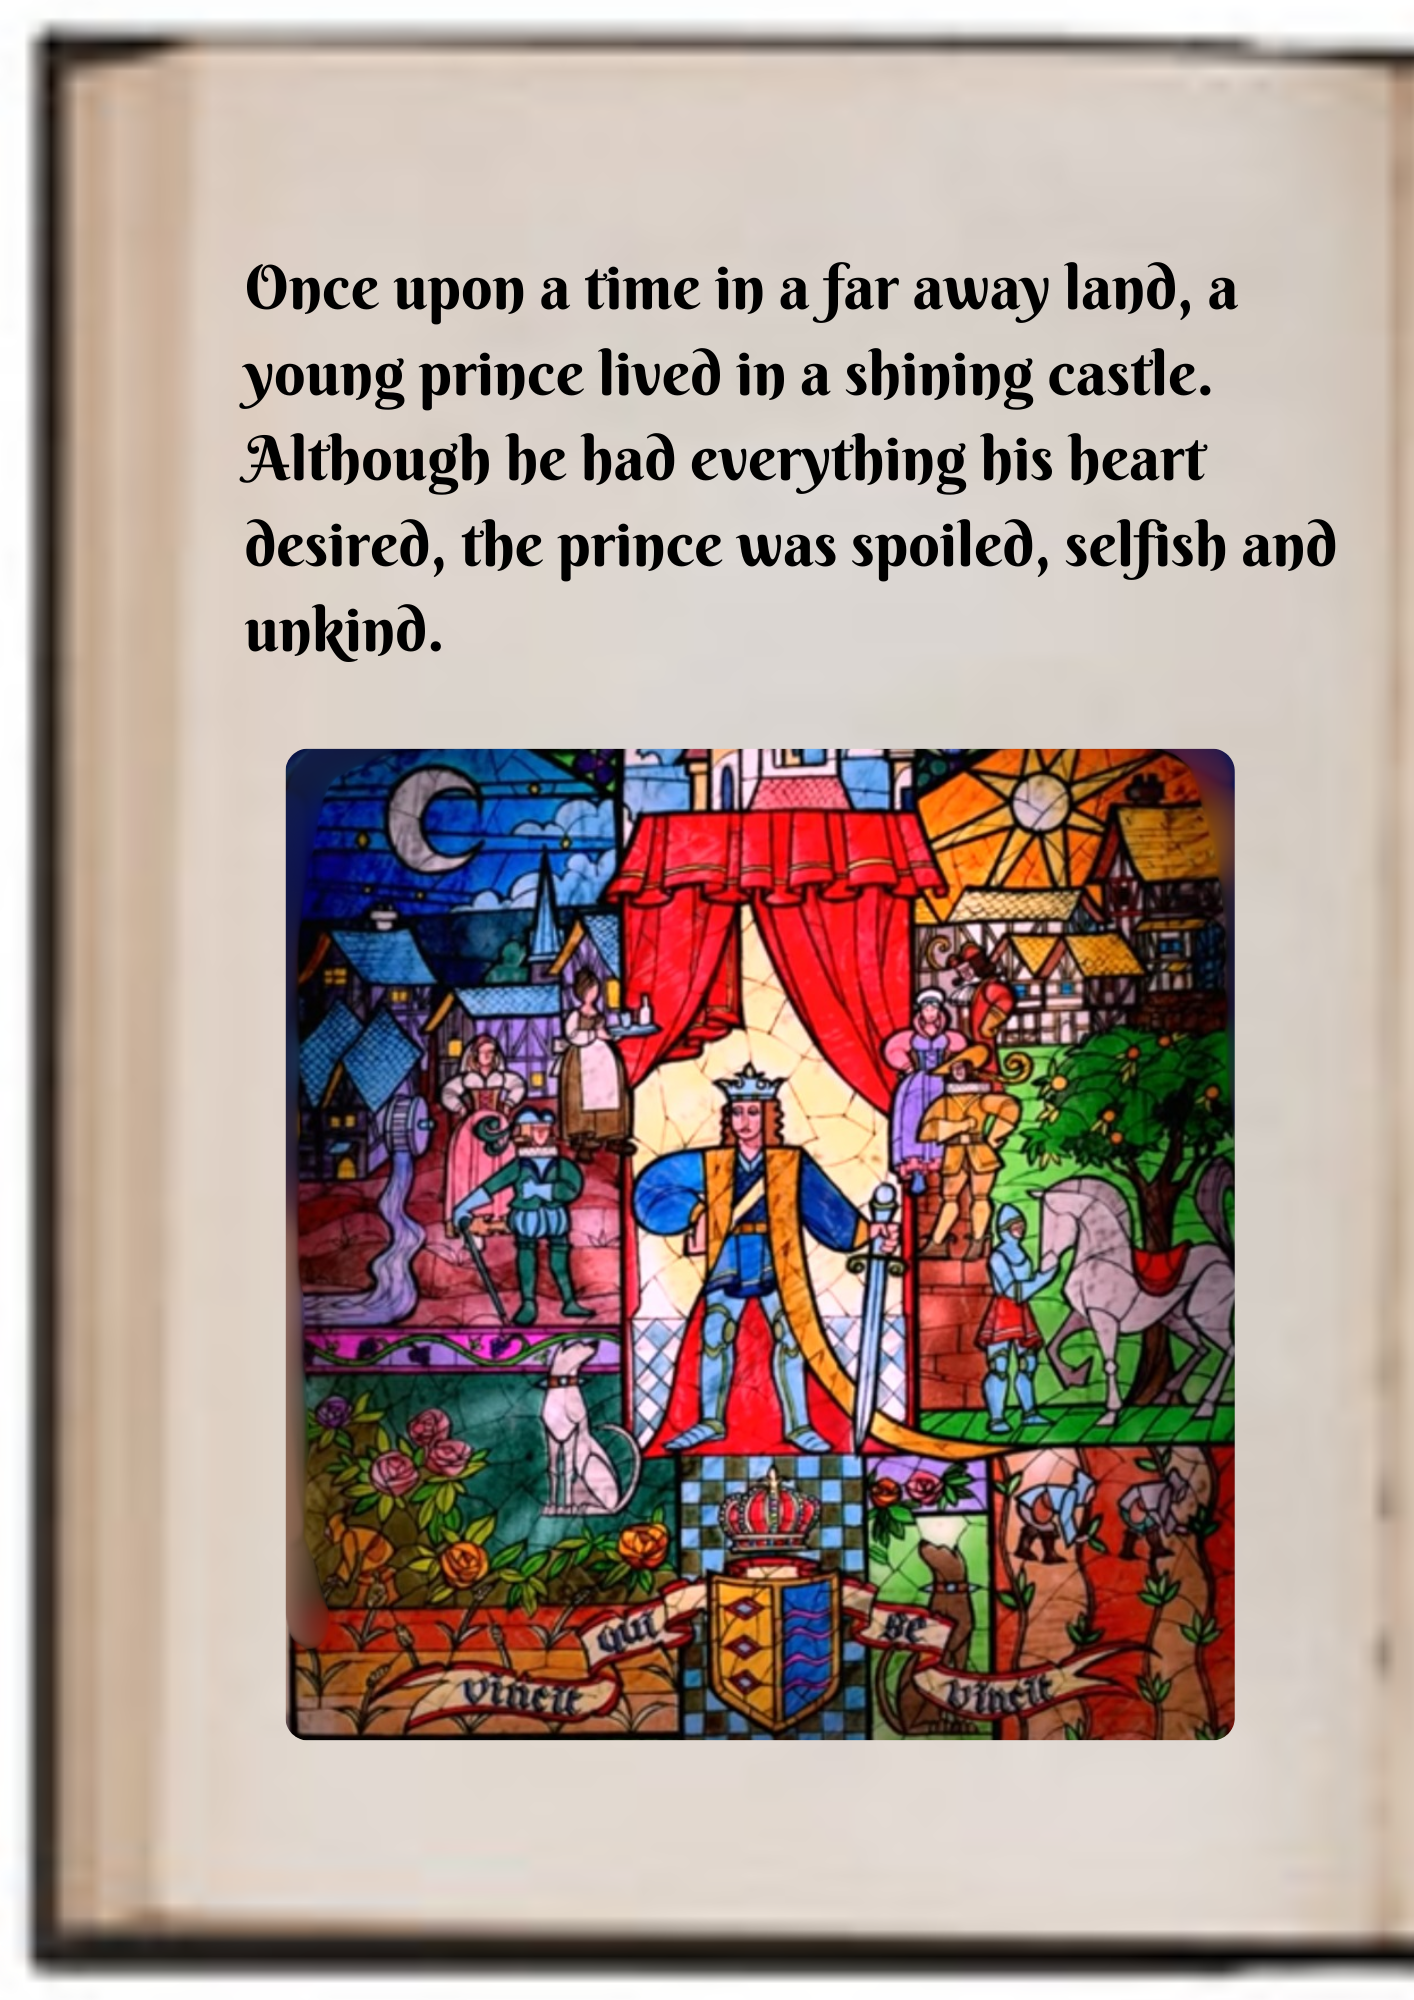 Once upon a time in a far away land, a
young prince lived in a shining castle.
Although he had everything his heart
desired, the prince was spoiled, selfish and
unkind.
qui se
vincit vincit